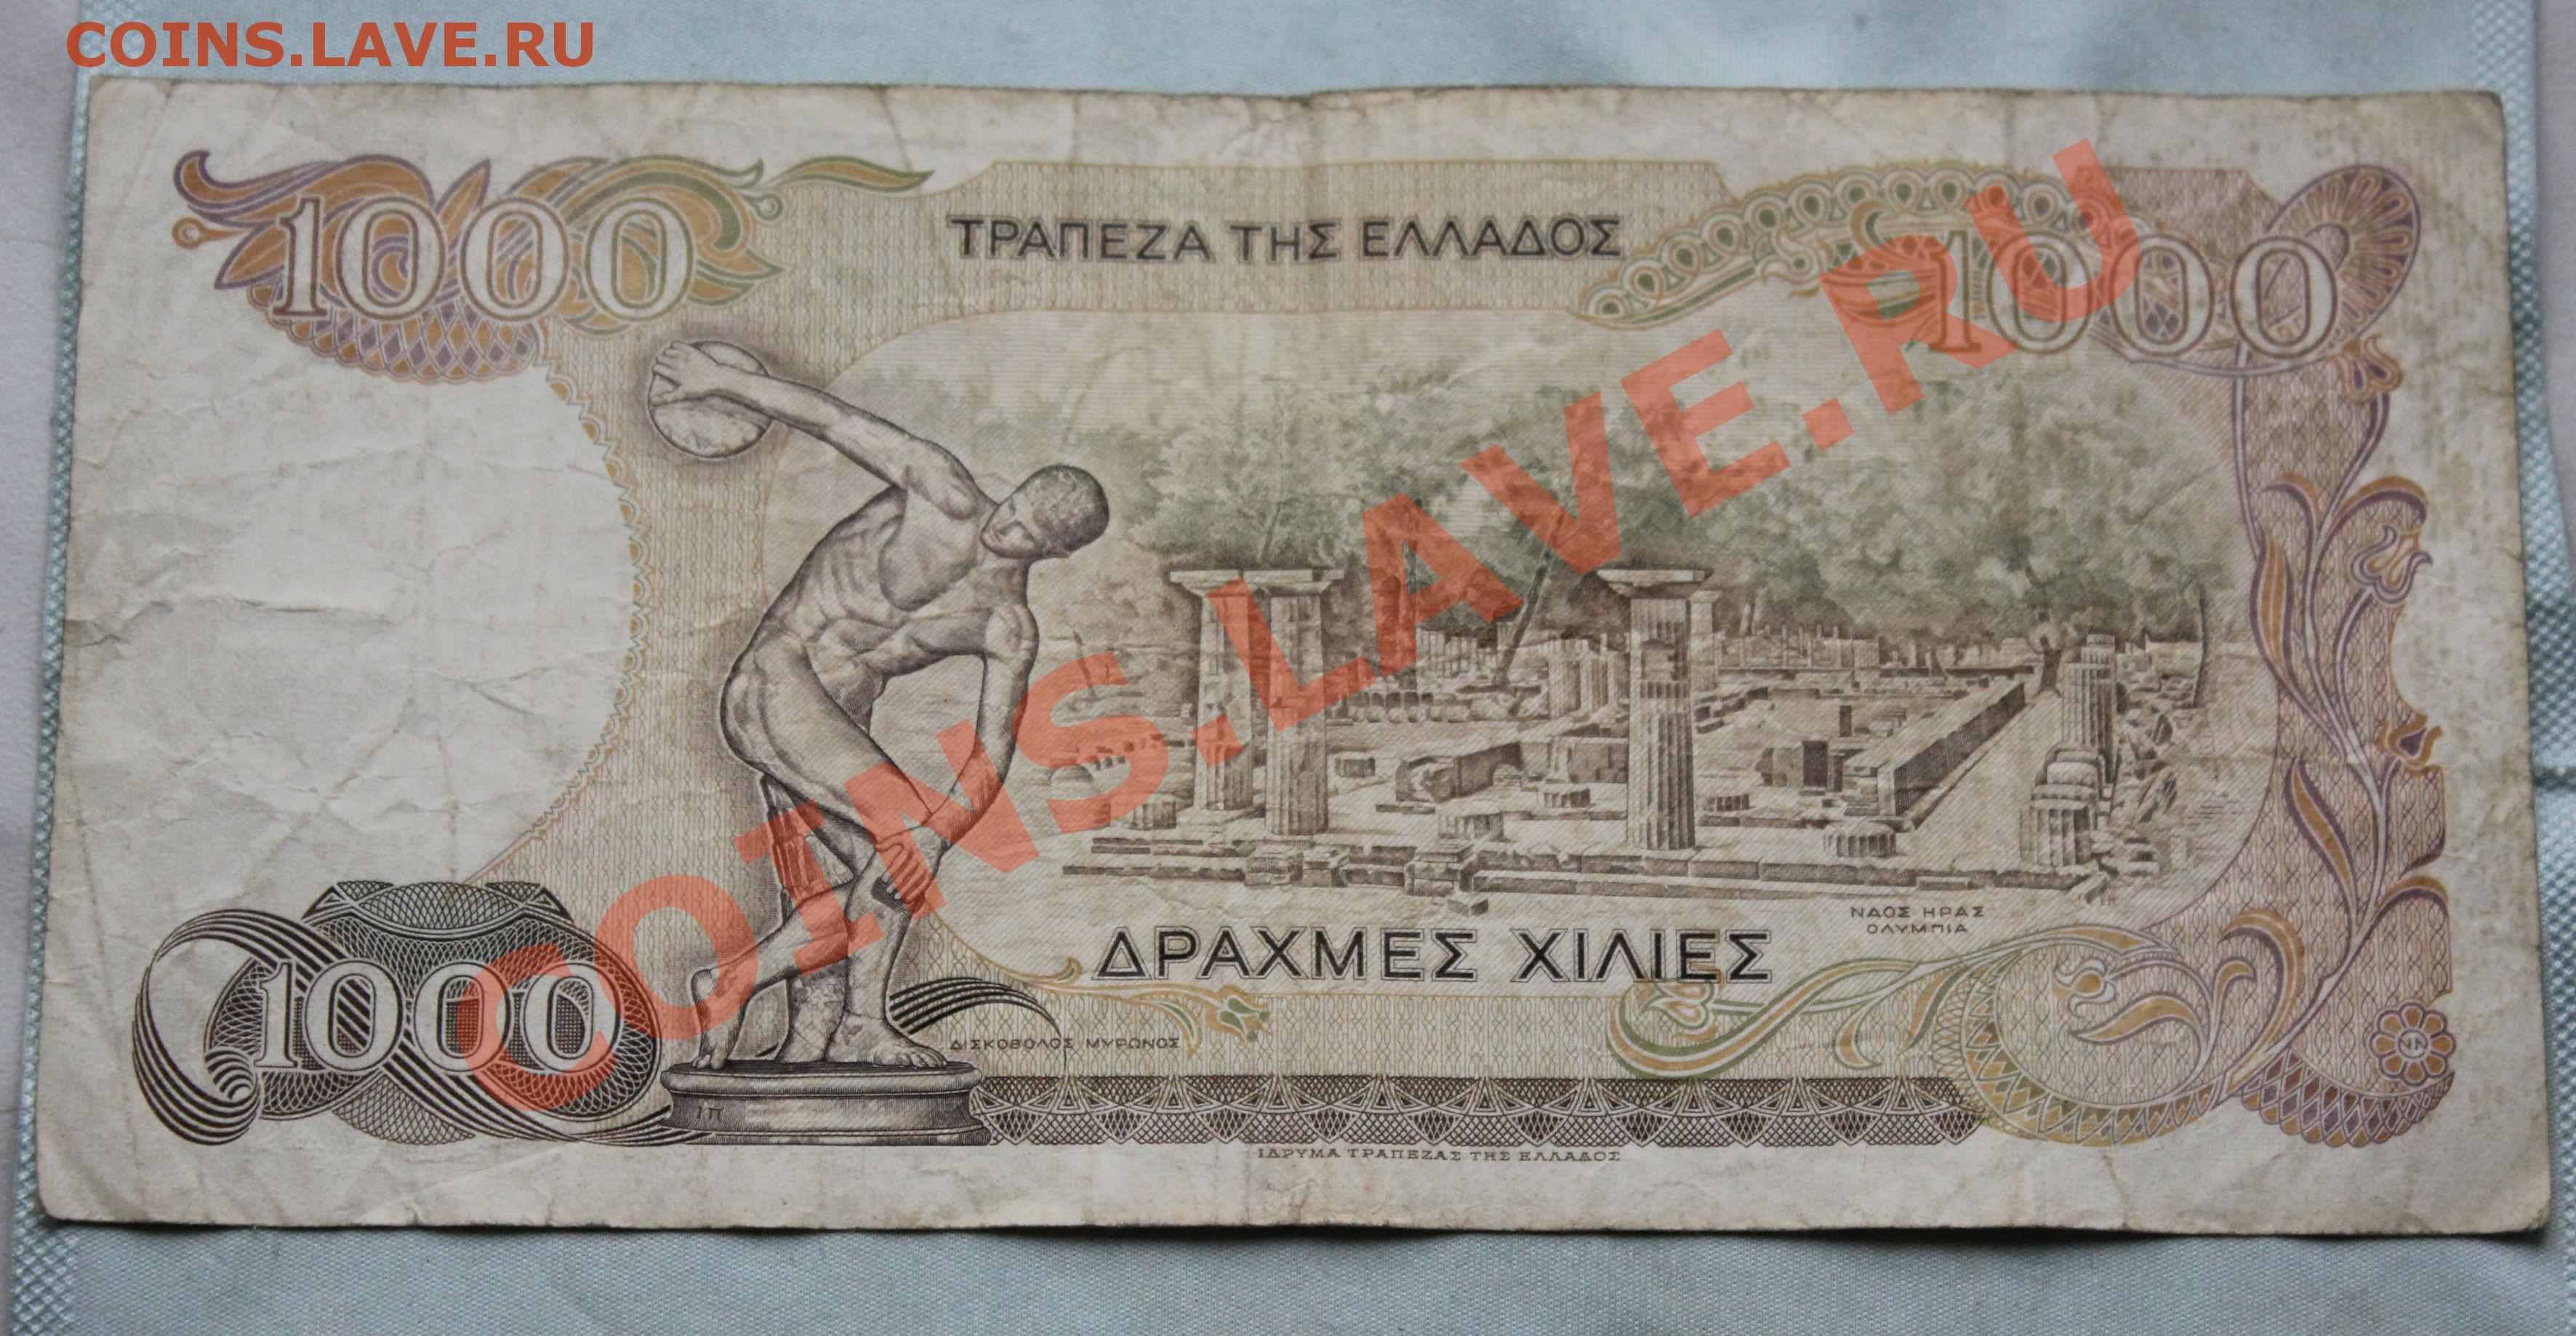 COINS.LAVE.RU
1000
ΤΡΑΠΕΖΑ ΤΗΣ ΕΛΛΑΔΟΣ
1000
COINS.LAVE.RU
ΝΑΟΣ ΗΡΑΣ
ΟΛΥΜΠΙΑ
ΔΡΑΧΜΕΣ ΧΙΛΙΕΣ
1000
ΔΙΣΚΟΒΟΛΟΣ ΜΥΡΩΝΟΣ
Ι Π
ΙΔΡΥΜΑ ΤΡΑΠΕΖΑΣ ΤΗΣ ΕΛΛΑΔΟΣ